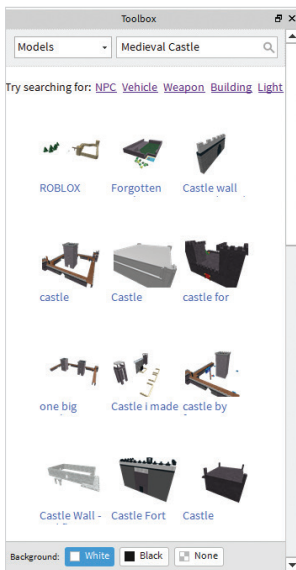 Toolbox
Models Medieval Castle
Try searching for: NPC Vehicle Weapon Building Light
ROBLOX Forgotten Castle wall
castle Castle castle for
one big Castle i made castle by
Castle Wall - Castle Fort Castle
Background: White Black None